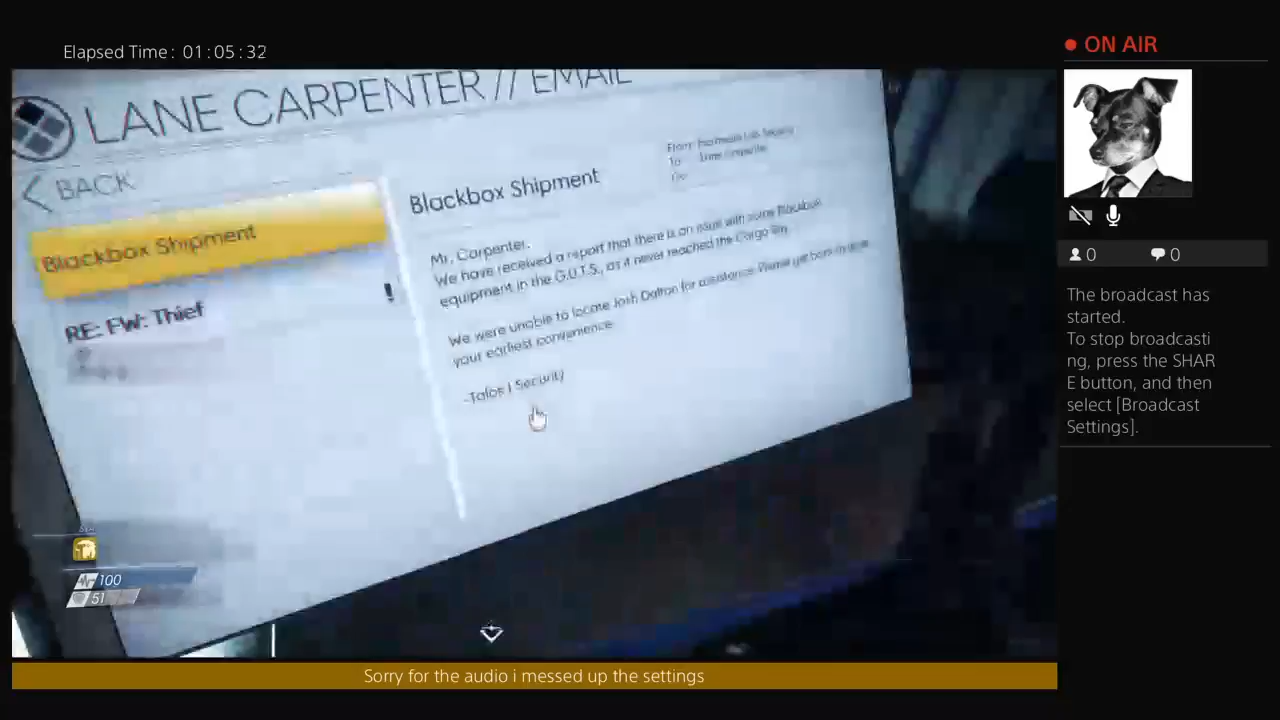 Elapsed Time: 01:05:32
ON AIR
LANE CARPENTER // EMAIL
BACK
Blackbox Shipment
RE: FW: Thief
!
Blackbox Shipment
From:
To:
Mr. Carpenter,
We have received a report that there is an issue with some Blackbox
equipment in the G.U.T.S., as it never reached the Cargo Bay.
We were unable to locate Josh Dalton for assistance. Please get back to us at
your earliest convenience.
-Talos I Security
100
51
0
0
The broadcast has
started.
To stop broadcasti
ng, press the SHAR
E button, and then
select [Broadcast
Settings].
Sorry for the audio i messed up the settings